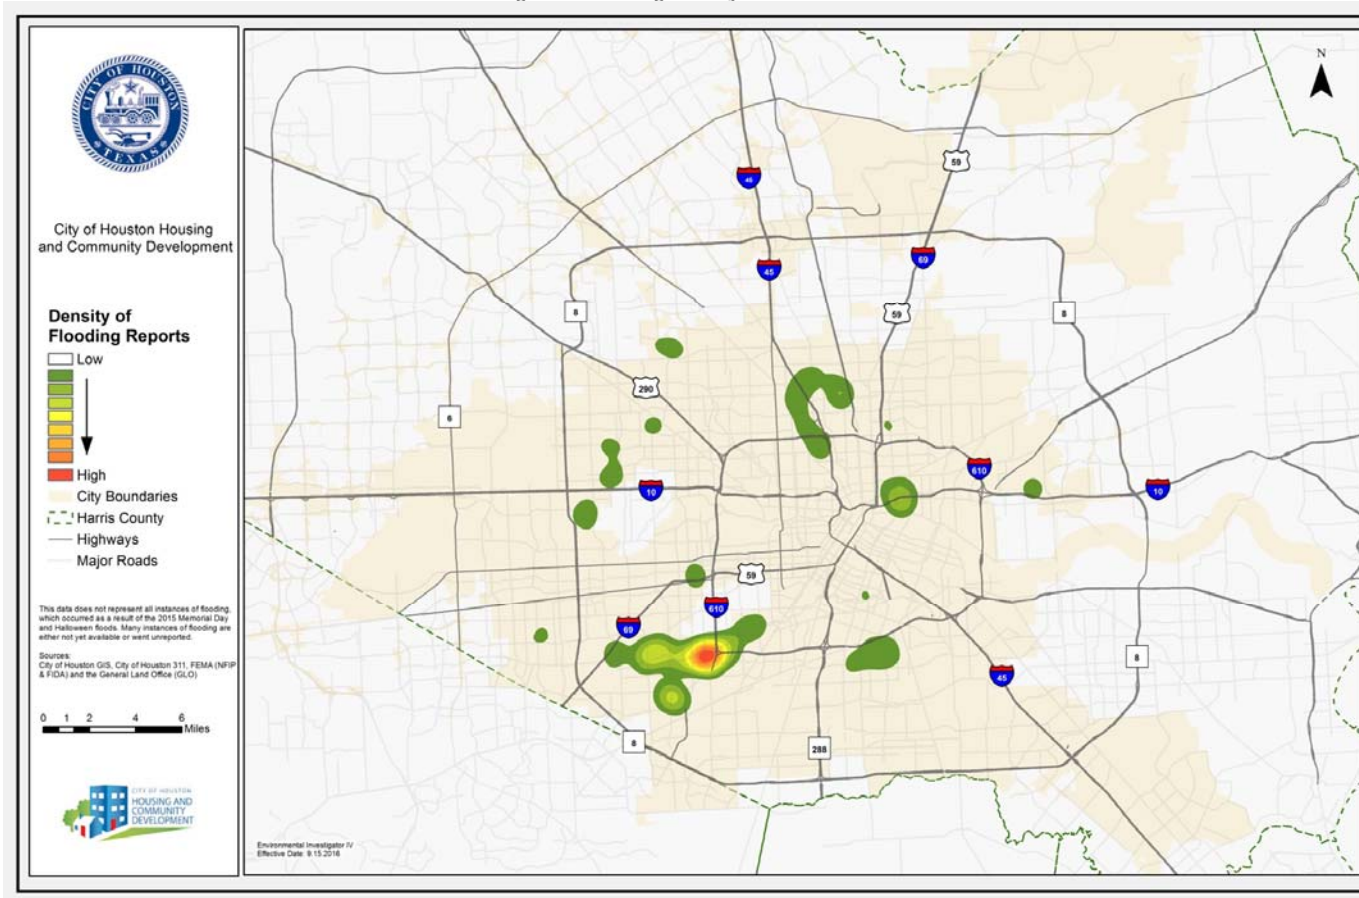 CITY OF HOUSTON
TEXAS
City of Houston Housing
and Community Development
Density of
Flooding Reports
Low
High
City Boundaries
Harris County
Highways
Major Roads
This data does not represent all instances of flooding,
which occurred as a result of the 2015 Memorial Day
and Halloween floods. Many instances of flooding are
either not yet available or went unreported.
Sources:
City of Houston GIS, City of Houston 311, FEMA (NFIP
& FIDA) and the General Land Office (GLO)
0 1 2 4 6
Miles
CITY OF HOUSTON
HOUSING AND
COMMUNITY
DEVELOPMENT
N
59
45
69
45
8
59
8
290
6
610
10
10
59
610
69
8
45
8
288
Environmental Investigator IV
Effective Date: 9.15.2016